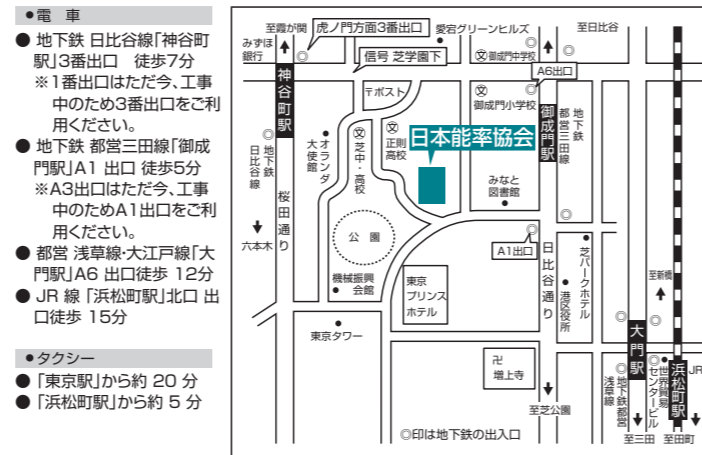 ●電 車
● 地下鉄 日比谷線「神谷町
駅」3番出口 徒歩7分
※1番出口はただ今、工事
中のため3番出口をご利
用ください。
● 地下鉄 都営三田線「御成
門駅」A1 出口 徒歩5分
※A3出口はただ今、工事
中のためA1出口をご利
用ください。
● 都営 浅草線・大江戸線「大
門駅」A6 出口徒歩 12分
● JR 線 「浜松町駅」北口 出
口徒歩 15分
●タクシー
● 「東京駅」から約 20 分
● 「浜松町駅」から約 5 分
至霞が関
虎ノ門方面3番出口
愛宕グリーンヒルズ
至日比谷
みずほ
銀行
信号 芝学園下
文 御成門中学校
A6出口
神谷町駅
〒ポスト
文
御成門小学校
御成門駅
都営三田線
地下鉄
日比谷線
地下鉄
オランダ
大使館
文 芝中・高校
文 正則
高校
日本能率協会
みなと
図書館
桜田通り
六本木
公 園
A1出口
日比谷通り
芝パークホテル
港区役所
至新橋
機械振興
会館
東京
プリンス
ホテル
東京タワー
卍
増上寺
大門駅
浜松町駅
JR
世界貿易
センタービル
地下鉄都営
浅草線
至芝公園
至三田
至田町
◎印は地下鉄の出入口